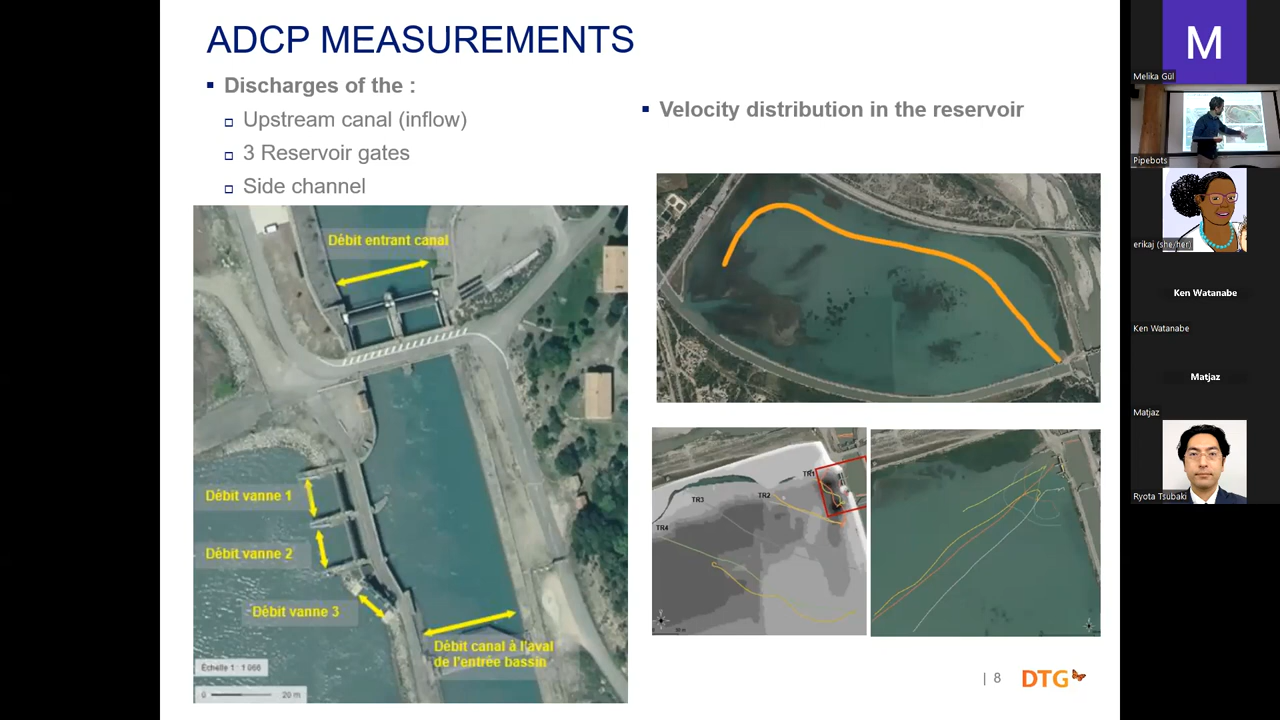 ADCP MEASUREMENTS
Discharges of the :
Upstream canal (inflow)
3 Reservoir gates
Side channel
Débit entrant canal
Débit vanne 1
Débit vanne 2
Débit vanne 3
Débit canal à l'aval
de l'entrée bassin
Échelle 1 : 1 066
0 20 m
Velocity distribution in the reservoir
TR1
TR2
TR3
TR4
| 8 DTG
M
Melika Gül
Pipebots
erikaj (she/her)
Ken Watanabe
Ken Watanabe
Matjaz
Matjaz
Ryota Tsubaki